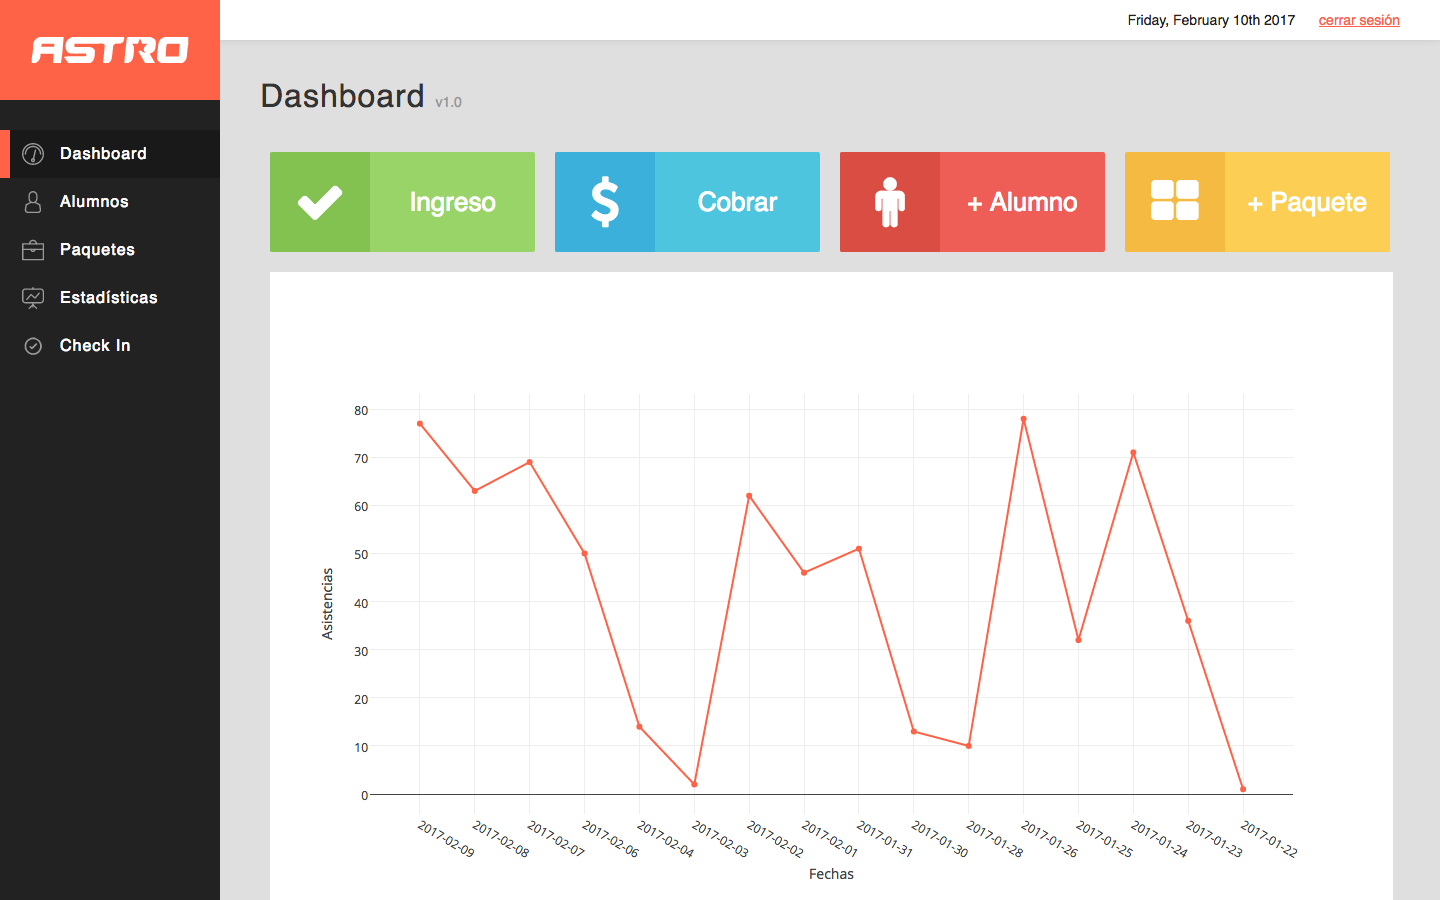 ASTRO
Friday, February 10th 2017
cerrar sesión
Dashboard
Alumnos
Paquetes
Estadísticas
Check In
Dashboard v1.0
Ingreso
Cobrar
+ Alumno
+ Paquete
80
70
60
50
40
30
20
10
0
Asistencias
2017-02-09
2017-02-08
2017-02-07
2017-02-06
2017-02-04
2017-02-03
2017-02-02
2017-02-01
2017-01-31
2017-01-30
2017-01-28
2017-01-26
2017-01-25
2017-01-24
2017-01-23
2017-01-22
Fechas